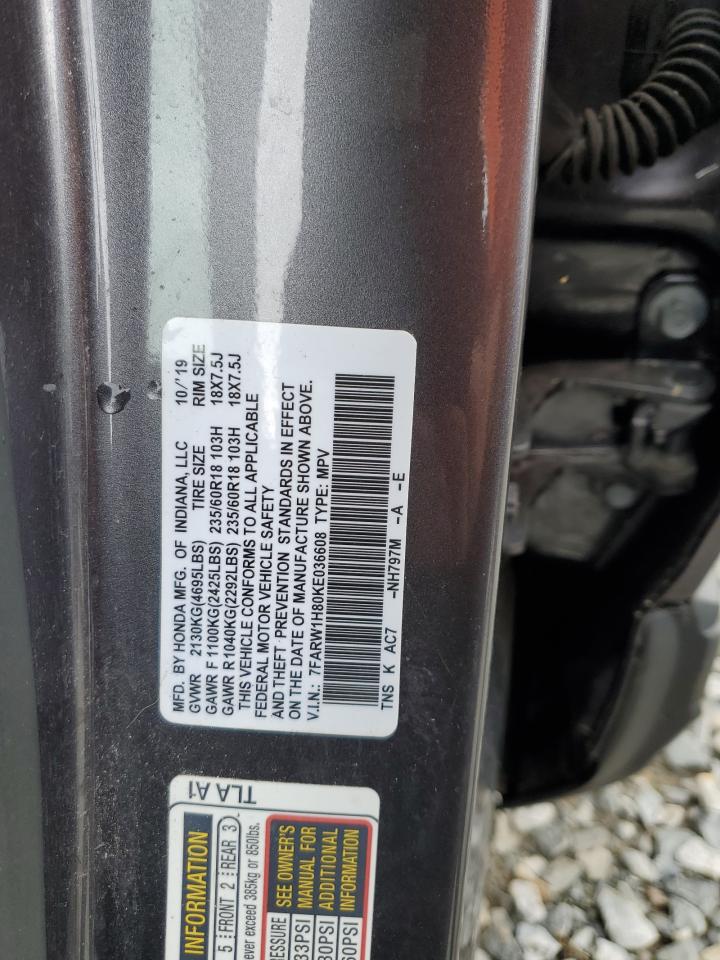 MFD. BY HONDA MFG. OF INDIANA, LLC 10/'19
GVWR 2130KG(4695LBS) TIRE SIZE RIM SIZE
GAWR F 1100KG(2425LBS) 235/60R18 103H 18X7.5J
GAWR R 1040KG(2292LBS) 235/60R18 103H 18X7.5J
THIS VEHICLE CONFORMS TO ALL APPLICABLE
FEDERAL MOTOR VEHICLE SAFETY
AND THEFT PREVENTION STANDARDS IN EFFECT
ON THE DATE OF MANUFACTURE SHOWN ABOVE.
V.I.N.: 7FARW1H80KE036608 TYPE: MPV
TNS K AC7 -NH797M -A -E
TLA A1
INFORMATION
5 FRONT 2 REAR 3
ever exceed 385kg or 850lbs.
ESSURE SEE OWNER'S
33PSI MANUAL FOR
30PSI ADDITIONAL
60PSI INFORMATION